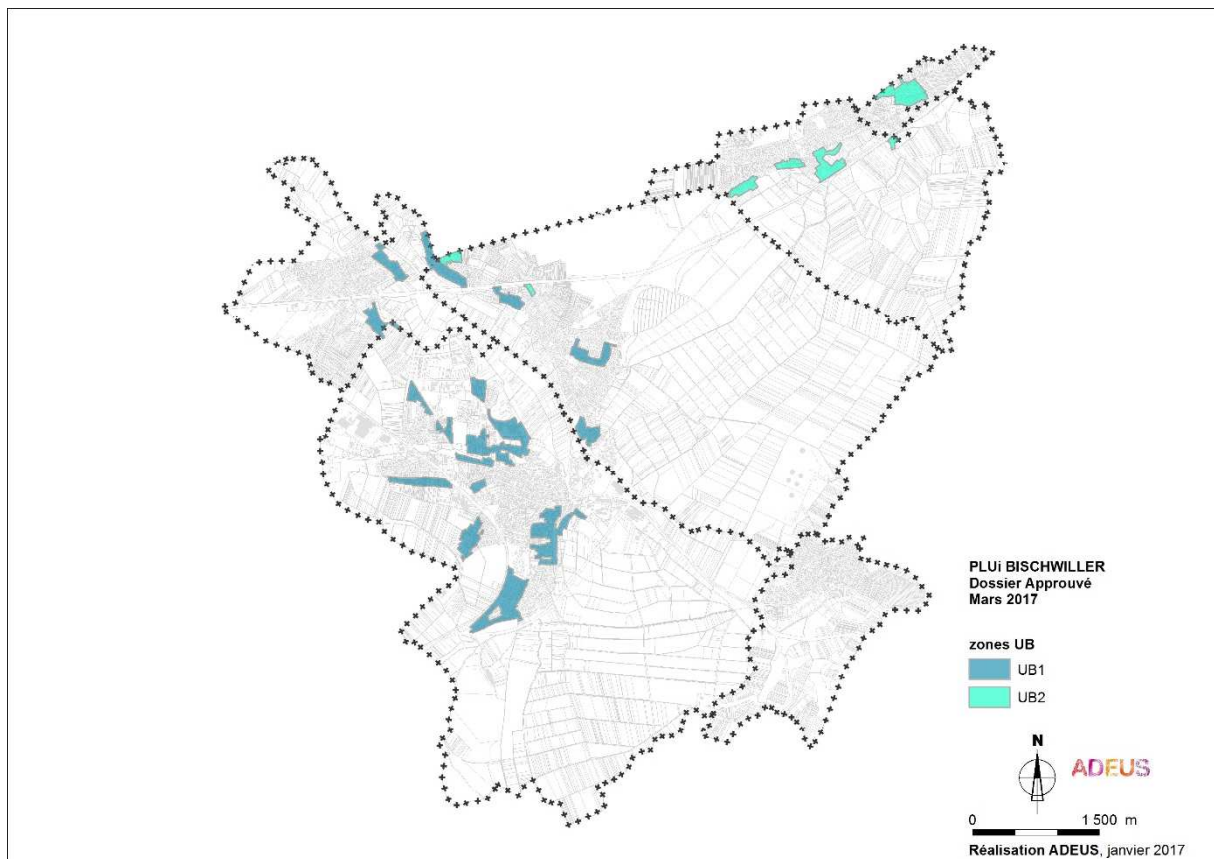 PLUi BISCHWILLER
Dossier Approuvé
Mars 2017
zones UB
UB1
UB2
N
ADEUS
0 1 500 m
Réalisation ADEUS, janvier 2017